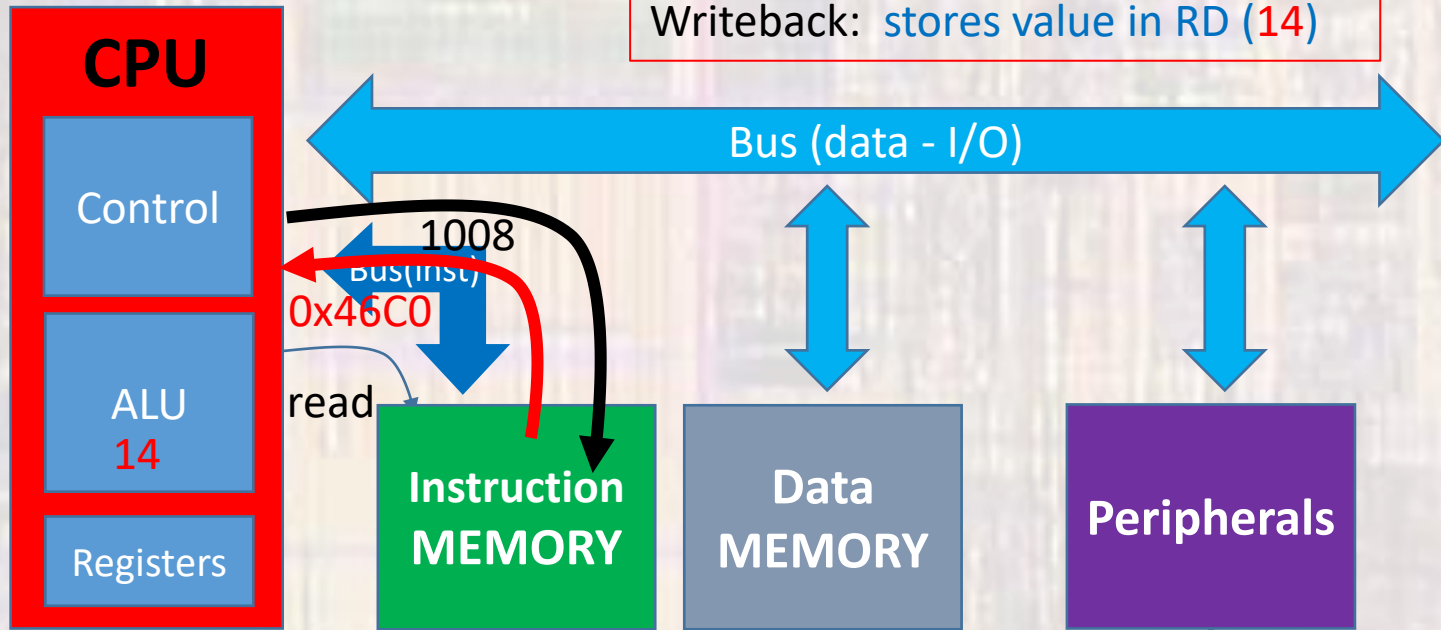 Writeback: stores value in RD (14)
CPU
Bus (data - I/O)
Control
1008
Bus(inst)
0x46C0
ALU
14
read
Instruction
MEMORY
Data
MEMORY
Peripherals
Registers